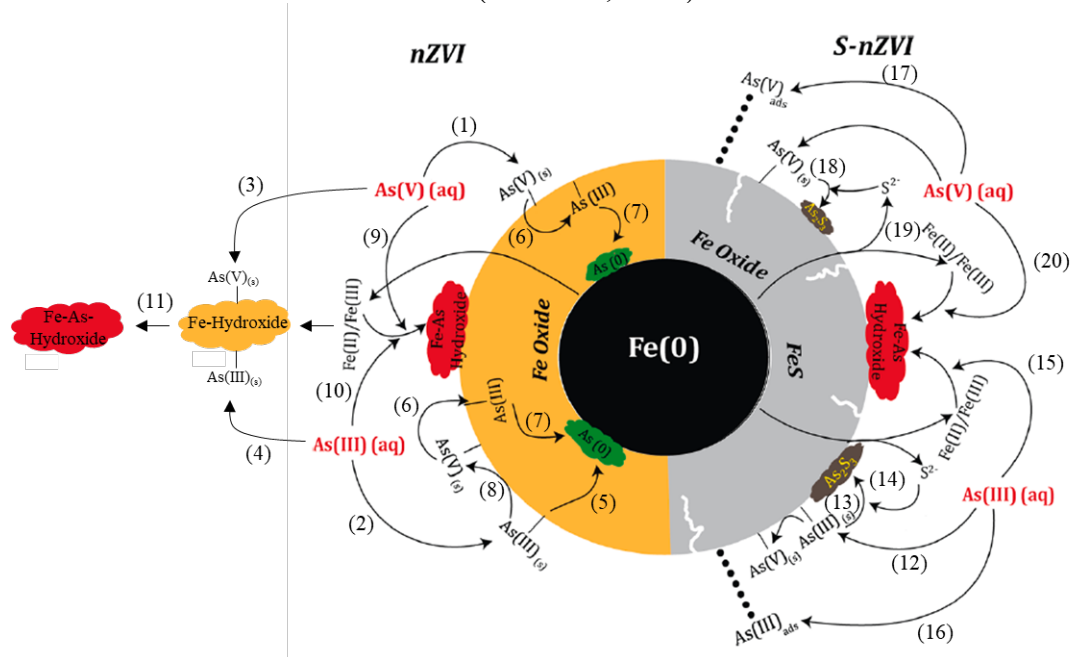 nZVI
S-nZVI
(17)
As(V)ads
(1)
As(V)(s)
(18)
As(V)(s)
As(III)
(3)
As(V) (aq)
S2-
As(V) (aq)
As2S3
(7)
(6)
(9)
(19)
Fe(II)/Fe(III)
(20)
Fe Oxide
As (0)
As(V)(s)
(11)
Fe-As-
Hydroxide
Fe-Hydroxide
Fe(II)/Fe(III)
Fe-As
Hydroxide
Fe Oxide
Fe(0)
FeS
Fe-As
Hydroxide
(15)
As(III)(s)
(10)
(6)
As(III)
(7)
As (0)
Fe(II)/Fe(III)
(4)
As(III) (aq)
As(V)(s)
(8)
(5)
As2S3
(14)
S2-
(13)
As(III) (aq)
(2)
As(III)(s)
As(V)(s)
As(III)(s)
(12)
As(III)ads
(16)